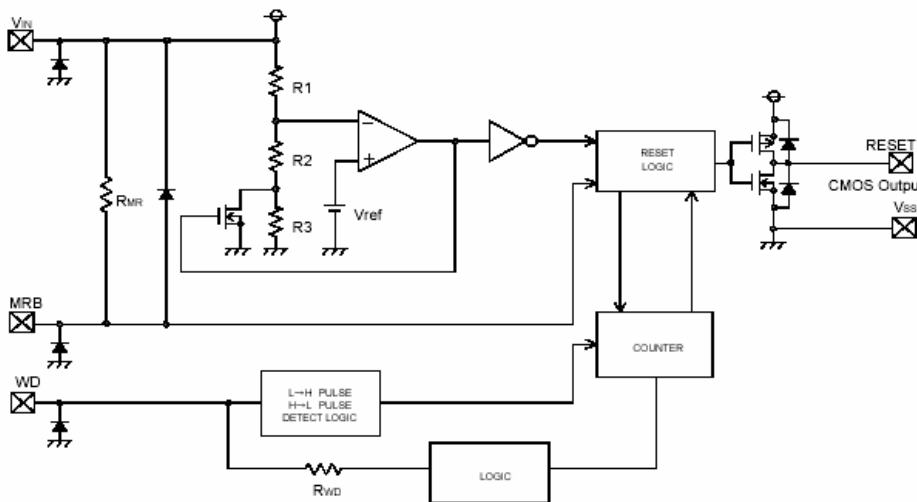 VIN
R1
R2
R3
RMR
Vref
RESET
LOGIC
RESET
CMOS Output
VSS
MRB
COUNTER
WD
L→H PULSE
H→L PULSE
DETECT LOGIC
RWD
LOGIC